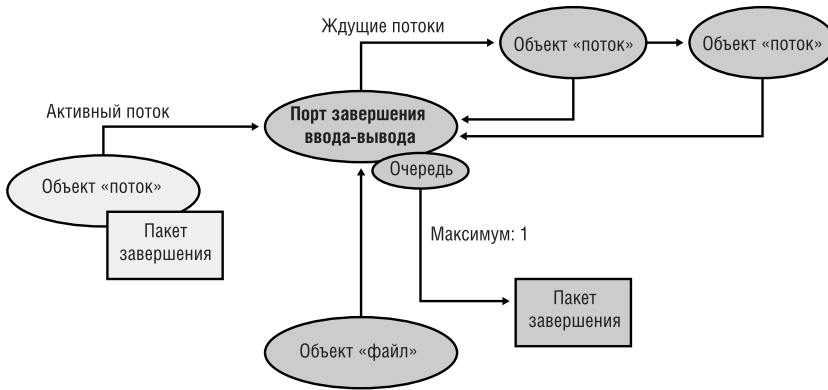 Ждущие потоки
Объект «поток»
Объект «поток»
Активный поток
Порт завершения
ввода-вывода
Очередь
Объект «поток»
Пакет
завершения
Максимум: 1
Пакет
завершения
Объект «файл»